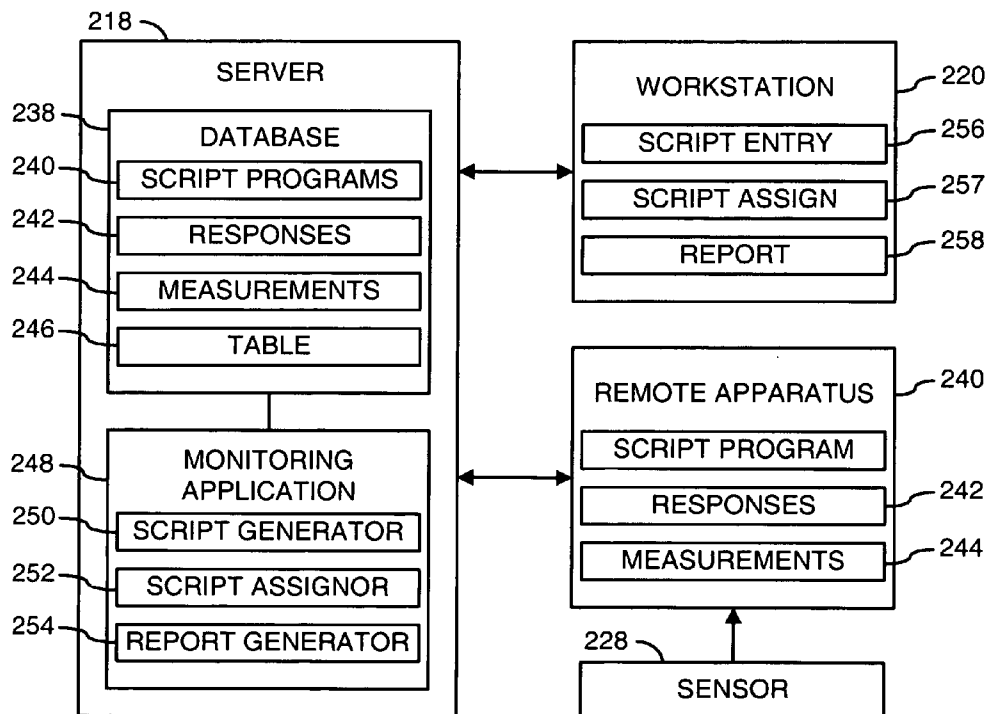 218
SERVER
238
DATABASE
240
SCRIPT PROGRAMS
242
RESPONSES
244
MEASUREMENTS
246
TABLE
248
MONITORING
APPLICATION
250
SCRIPT GENERATOR
252
SCRIPT ASSIGNOR
254
REPORT GENERATOR
WORKSTATION
220
SCRIPT ENTRY
256
SCRIPT ASSIGN
257
REPORT
258
REMOTE APPARATUS
240
SCRIPT PROGRAM
RESPONSES
242
MEASUREMENTS
244
228
SENSOR